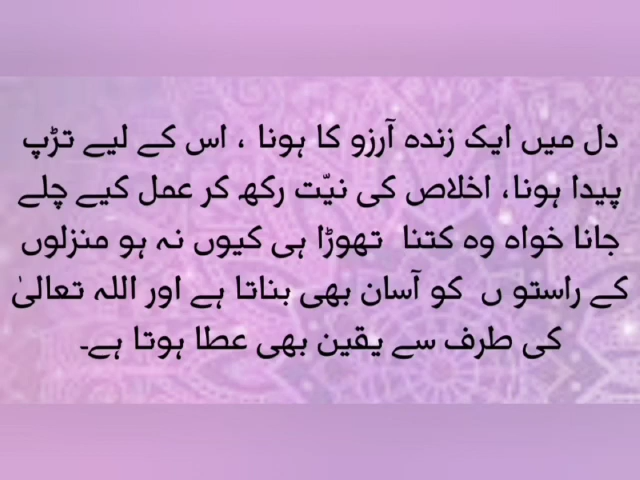 دل میں ایک زندہ آرزو کا ہونا ، اس کے لیے تڑپ
پیدا ہونا، اخلاص کی نیّت رکھ کر عمل کیے چلے
جانا خواہ وہ کتنا تھوڑا ہی کیوں نہ ہو منزلوں
کے راستو ں کو آسان بھی بناتا ہے اور اللہ تعالیٰ
کی طرف سے یقین بھی عطا ہوتا ہے۔